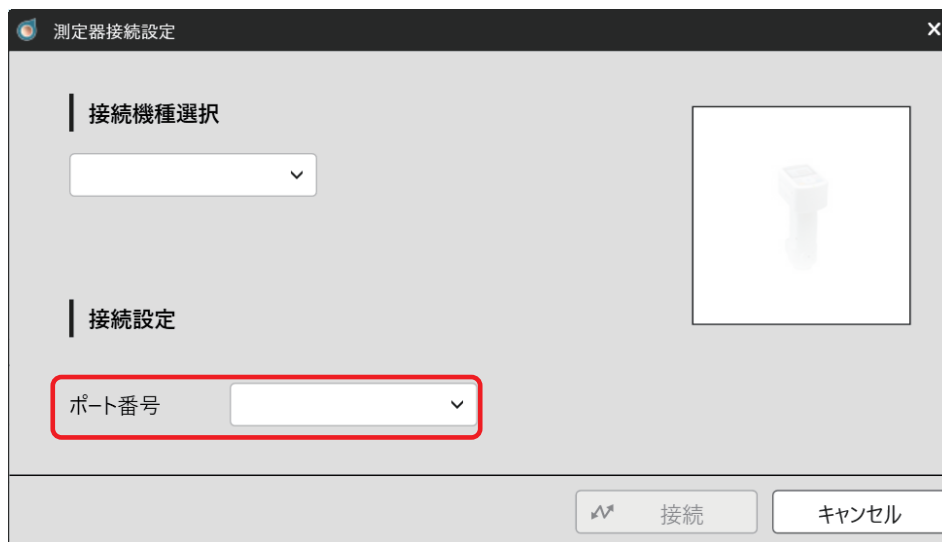 測定器接続設定
接続機種選択
接続設定
ポート番号
接続
キャンセル